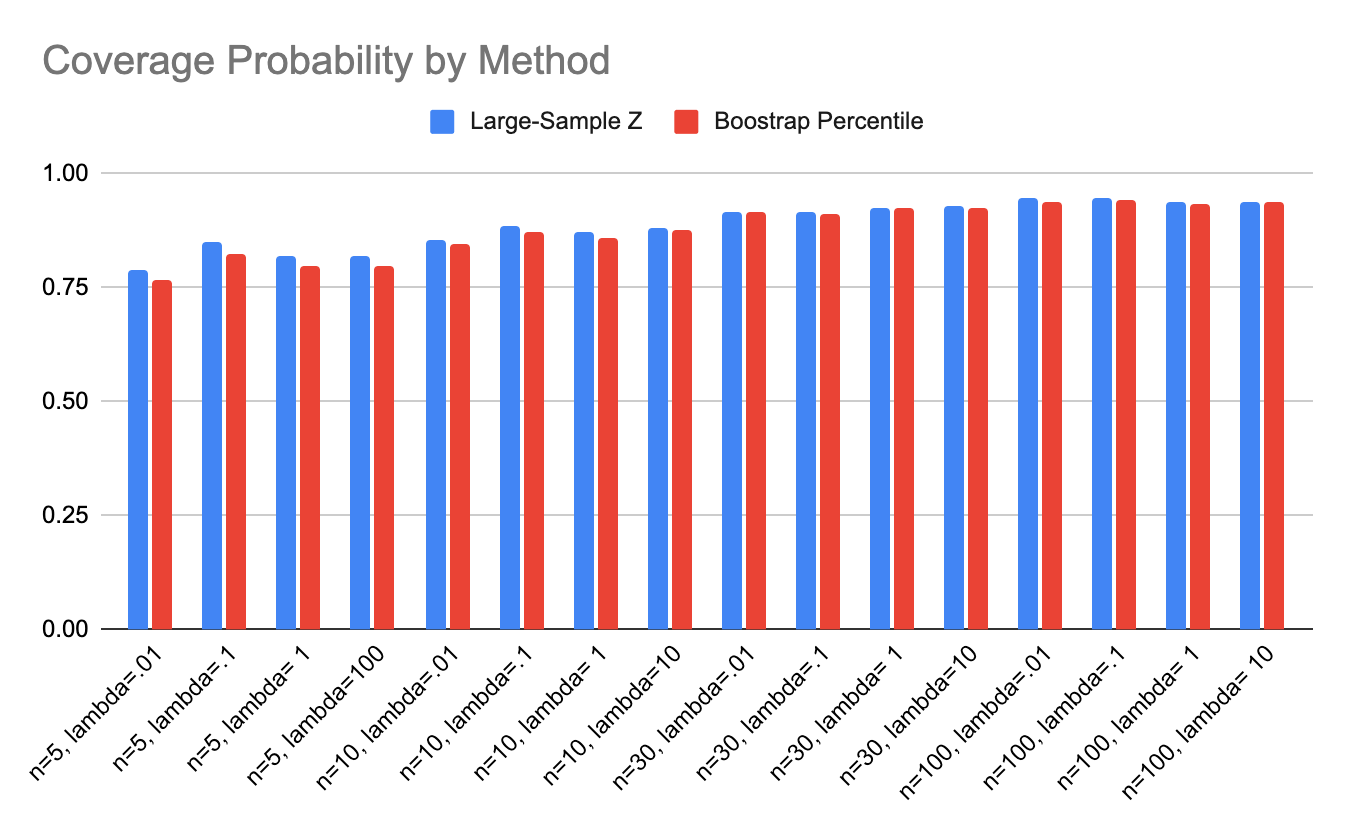 Coverage Probability by Method
Large-Sample Z
Boostrap Percentile
1.00
0.75
0.50
0.25
0.00
n=5, lambda=.01
n=5, lambda=.1
n=5, lambda= 1
n=5, lambda=100
n=10, lambda=.01
n=10, lambda=.1
n=10, lambda= 1
n=10, lambda=10
n=30, lambda=.01
n=30, lambda=.1
n=30, lambda= 1
n=30, lambda=10
n=100, lambda=.01
n=100, lambda=.1
n=100, lambda= 1
n=100, lambda= 10